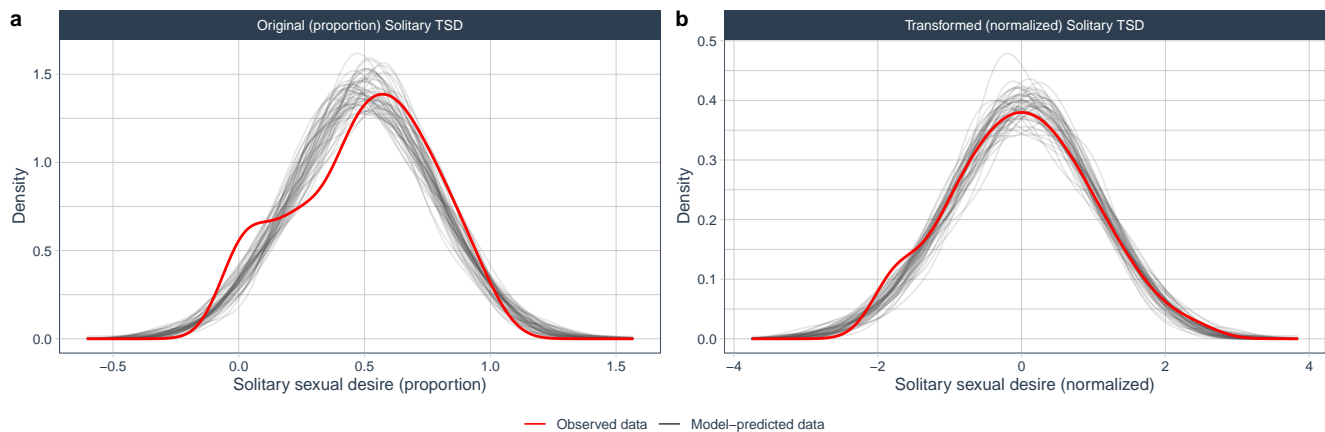 a
Original (proportion) Solitary TSD
Density
1.5
1.0
0.5
0.0
−0.5 0.0 0.5 1.0 1.5
Solitary sexual desire (proportion)
b
Transformed (normalized) Solitary TSD
Density
0.5
0.4
0.3
0.2
0.1
0.0
−4 −2 0 2 4
Solitary sexual desire (normalized)
Observed data Model−predicted data